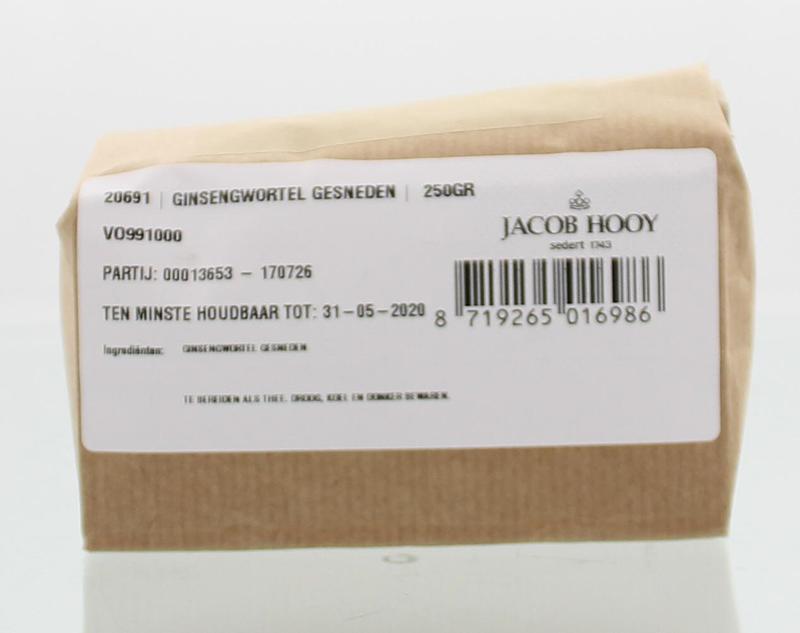 20691 | GINSENGWORTEL GESNEDEN | 250GR
VO991000
JACOB HOOY
sedert 1743
PARTIJ: 00013653 – 170726
TEN MINSTE HOUDBAAR TOT: 31-05-2020
8 719265 016986
Ingrediënten: GINSENGWORTEL GESNEDEN
TE BEREIDEN ALS THEE. DROOG, KOEL EN DONKER BEWAREN.